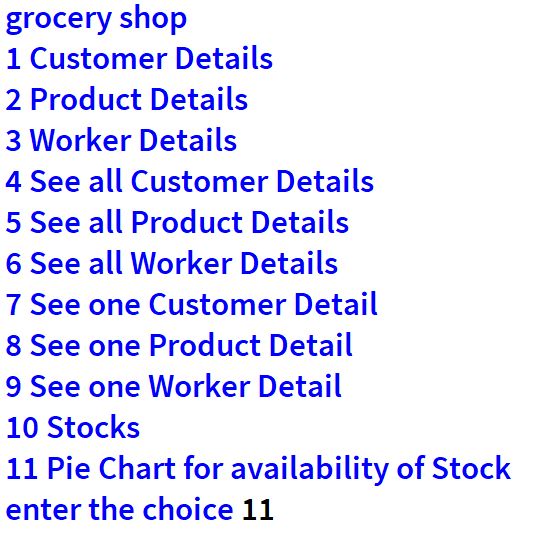 grocery shop
1 Customer Details
2 Product Details
3 Worker Details
4 See all Customer Details
5 See all Product Details
6 See all Worker Details
7 See one Customer Detail
8 See one Product Detail
9 See one Worker Detail
10 Stocks
11 Pie Chart for availability of Stock
enter the choice 11